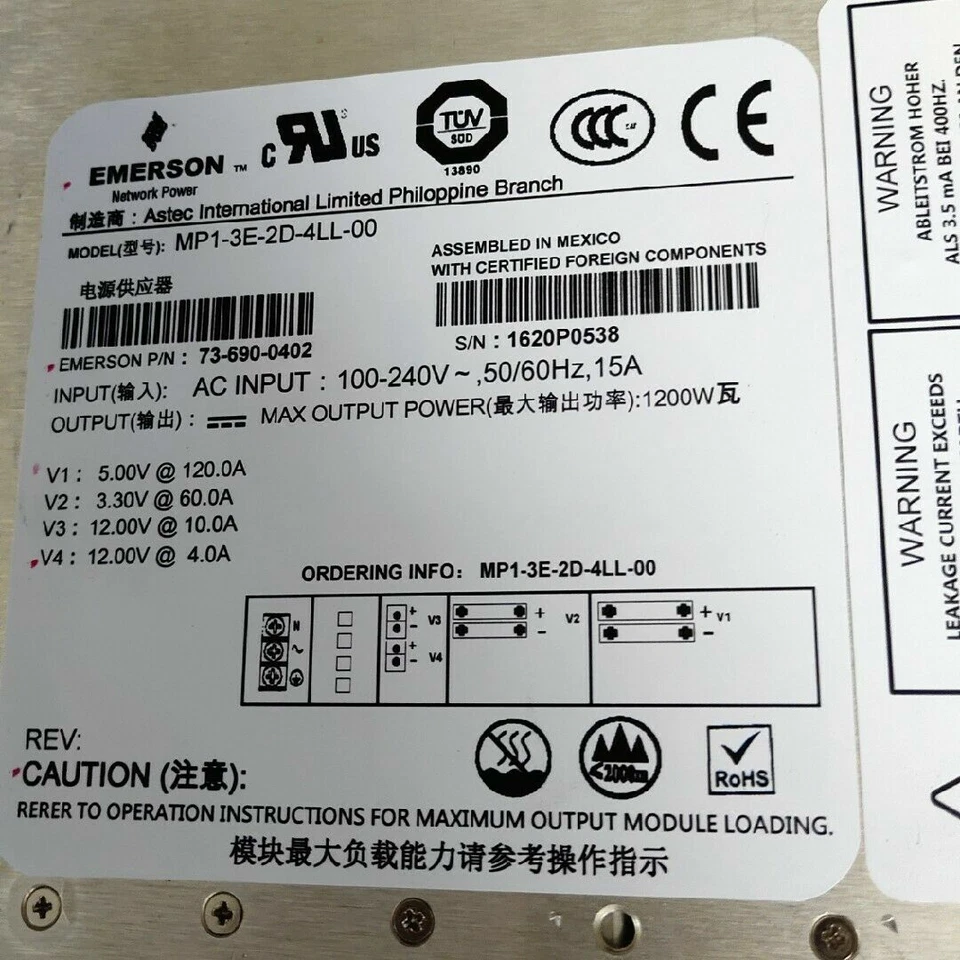 EMERSON ™
Network Power
c RU US
TÜV
SÜD
13890
CCC
CE
制造商：Astec International Limited Philoppine Branch
MODEL(型号): MP1-3E-2D-4LL-00
ASSEMBLED IN MEXICO
WITH CERTIFIED FOREIGN COMPONENTS
电源供应器
EMERSON P/N： 73-690-0402
S/N：1620P0538
INPUT(输入): AC INPUT：100-240V～,50/60Hz,15A
OUTPUT(输出)： MAX OUTPUT POWER(最大输出功率):1200W瓦
V1： 5.00V @ 120.0A
V2： 3.30V @ 60.0A
V3：12.00V @ 10.0A
V4：12.00V @ 4.0A
ORDERING INFO： MP1-3E-2D-4LL-00
N
+ V3
-
+
- V4
+
- V2
+ V1
-
<2000m
RoHS
REV:
CAUTION (注意):
RERER TO OPERATION INSTRUCTIONS FOR MAXIMUM OUTPUT MODULE LOADING.
模块最大负载能力请参考操作指示
WARNING
ABLEITSTROM HOHER
ALS 3.5 mA BEI 400HZ.
WARNING
LEAKAGE CURRENT EXCEEDS